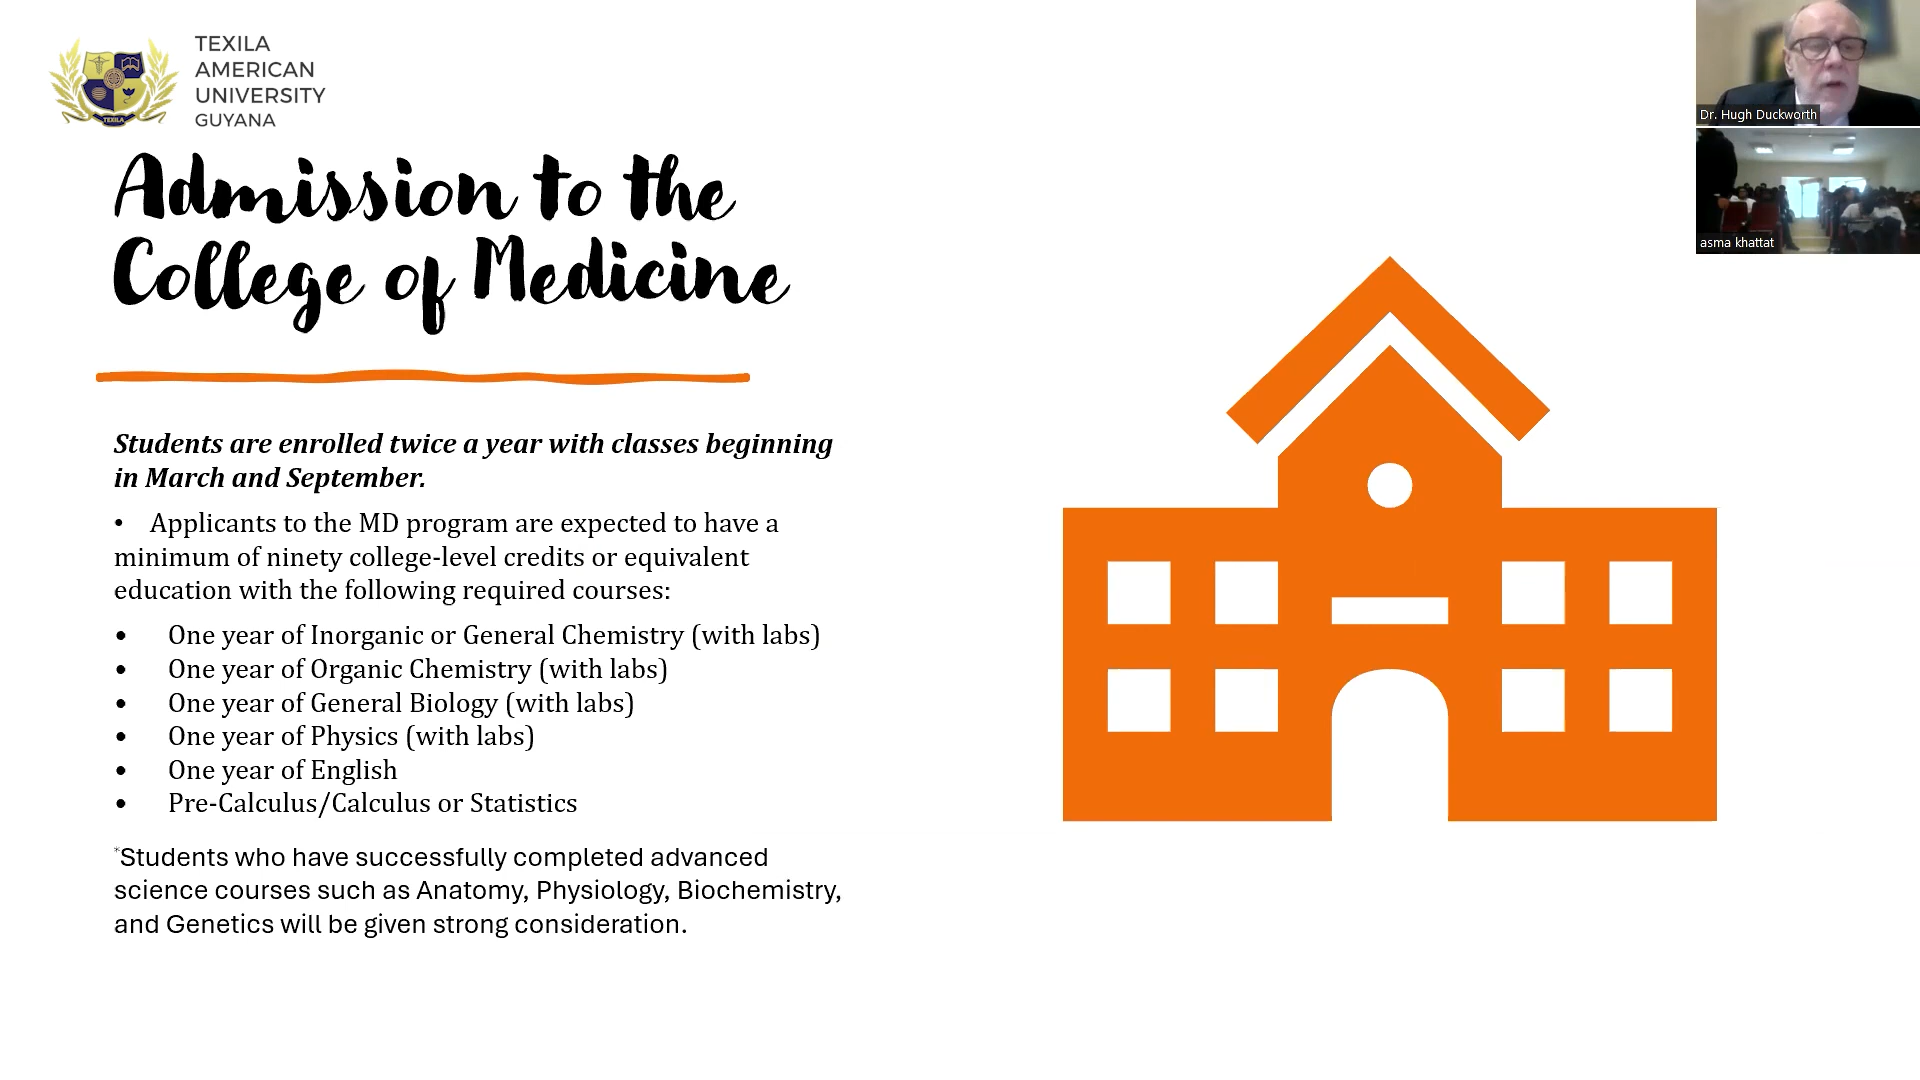 TEXILA
AMERICAN
UNIVERSITY
GUYANA
TEXILA
Admission to the
College of Medicine
Students are enrolled twice a year with classes beginning
in March and September.
• Applicants to the MD program are expected to have a
minimum of ninety college-level credits or equivalent
education with the following required courses:
• One year of Inorganic or General Chemistry (with labs)
• One year of Organic Chemistry (with labs)
• One year of General Biology (with labs)
• One year of Physics (with labs)
• One year of English
• Pre-Calculus/Calculus or Statistics
*Students who have successfully completed advanced
science courses such as Anatomy, Physiology, Biochemistry,
and Genetics will be given strong consideration.
Dr. Hugh Duckworth
asma khattat